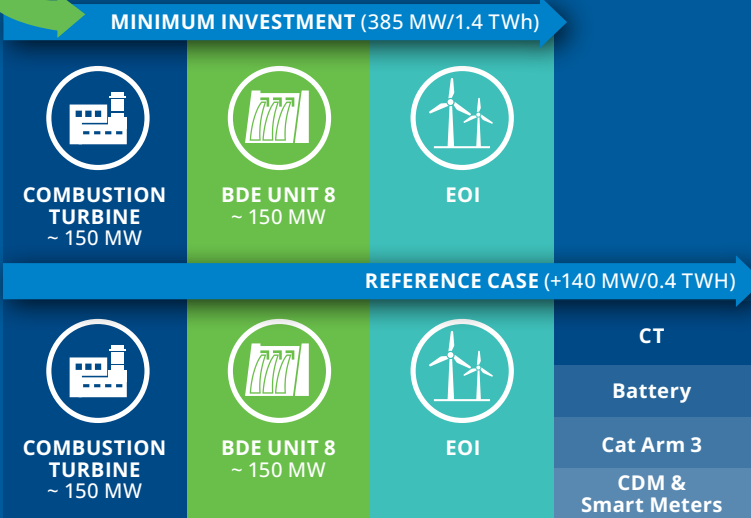 MINIMUM INVESTMENT (385 MW/1.4 TWh)
COMBUSTION
TURBINE
~ 150 MW
BDE UNIT 8
~ 150 MW
EOI
REFERENCE CASE (+140 MW/0.4 TWH)
COMBUSTION
TURBINE
~ 150 MW
BDE UNIT 8
~ 150 MW
EOI
CT
Battery
Cat Arm 3
CDM &
Smart Meters